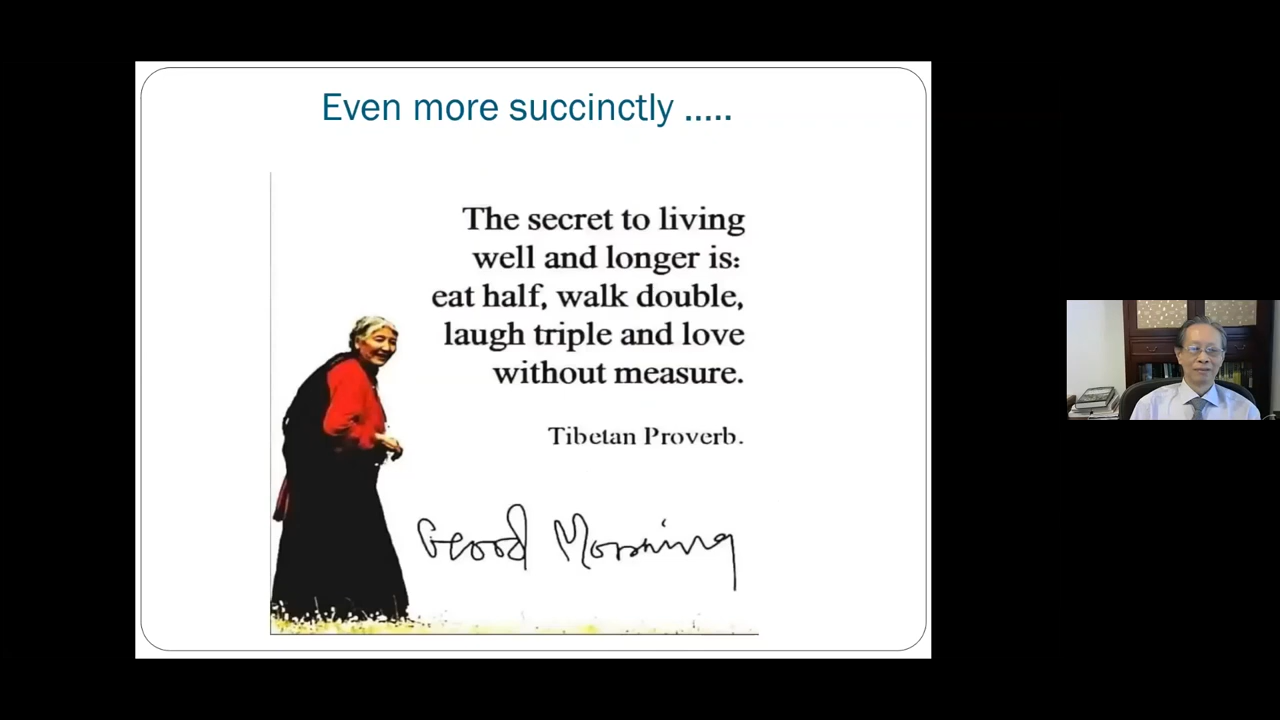 Even more succinctly .....
The secret to living
well and longer is:
eat half, walk double,
laugh triple and love
without measure.
Tibetan Proverb.
Good Morning